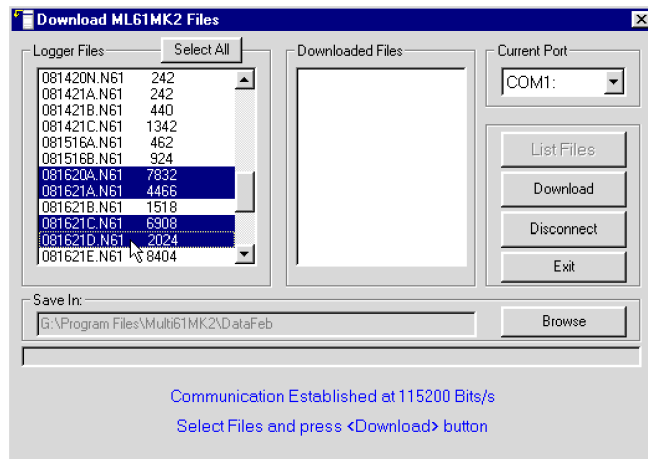 Download ML61MK2 Files
Logger Files
Select All
081420N.N61 242
081421A.N61 242
081421B.N61 440
081421C.N61 1342
081516A.N61 462
081516B.N61 924
081620A.N61 7832
081621A.N61 4466
081621B.N61 1518
081621C.N61 6908
081621D.N61 2024
081621E.N61 8404
Downloaded Files
Current Port
COM1:
List Files
Download
Disconnect
Exit
Save In:
G:\Program Files\Multi61MK2\DataFeb
Browse
Communication Established at 115200 Bits/s
Select Files and press <Download> button